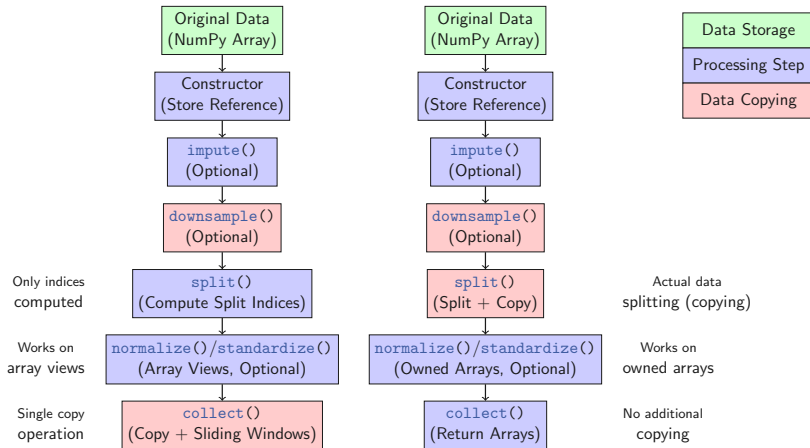 Original Data
(NumPy Array)
Constructor
(Store Reference)
impute()
(Optional)
downsample()
(Optional)
Only indices
computed
split()
(Compute Split Indices)
Works on
array views
normalize()/standardize()
(Array Views, Optional)
Single copy
operation
collect()
(Copy + Sliding Windows)
Original Data
(NumPy Array)
Constructor
(Store Reference)
impute()
(Optional)
downsample()
(Optional)
split()
(Split + Copy)
Actual data
splitting (copying)
normalize()/standardize()
(Owned Arrays, Optional)
Works on
owned arrays
collect()
(Return Arrays)
No additional
copying
Data Storage
Processing Step
Data Copying